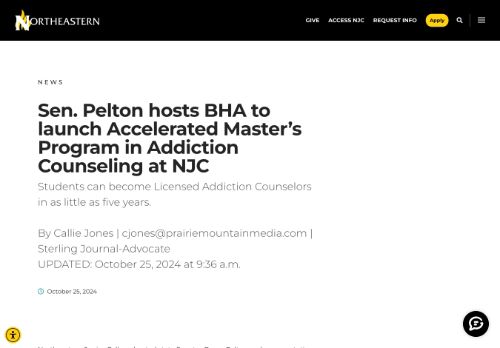 NORTHEASTERN
GIVE ACCESS NJC REQUEST INFO Apply
NEWS
Sen. Pelton hosts BHA to
launch Accelerated Master’s
Program in Addiction
Counseling at NJC
Students can become Licensed Addiction Counselors
in as little as five years.
By Callie Jones | cjones@prairiemountainmedia.com |
Sterling Journal-Advocate
UPDATED: October 25, 2024 at 9:36 a.m.
October 25, 2024